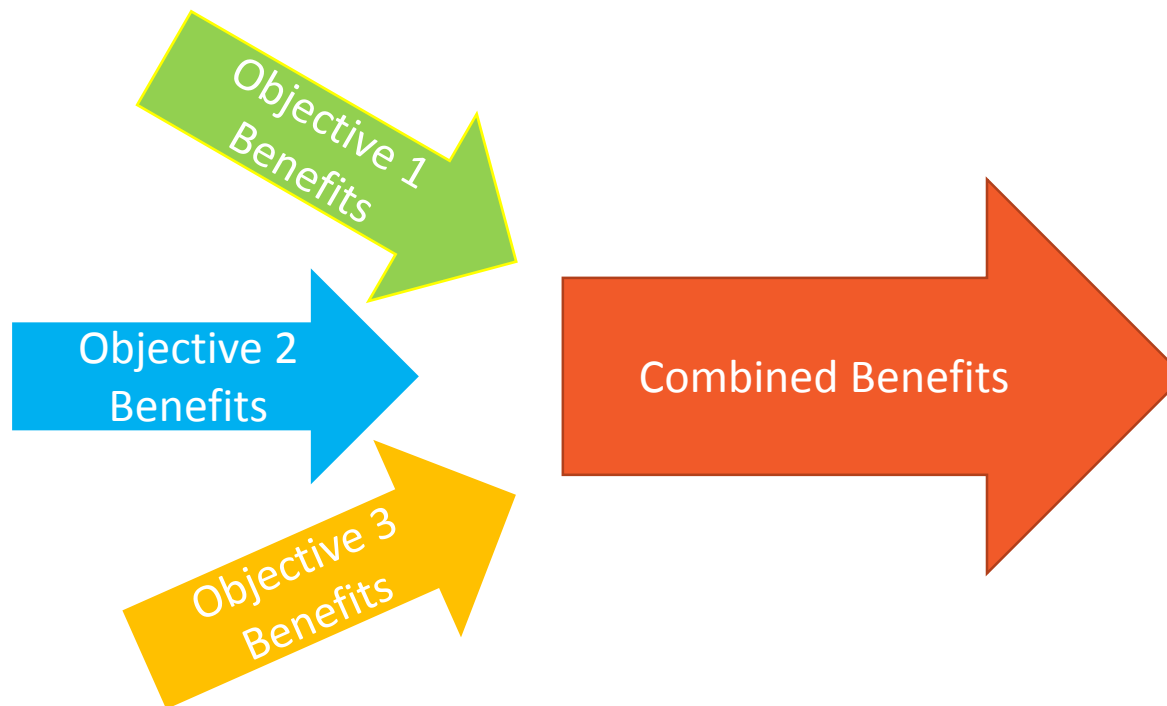 Objective 1
Benefits
Objective 2
Benefits
Objective 3
Benefits
Combined Benefits